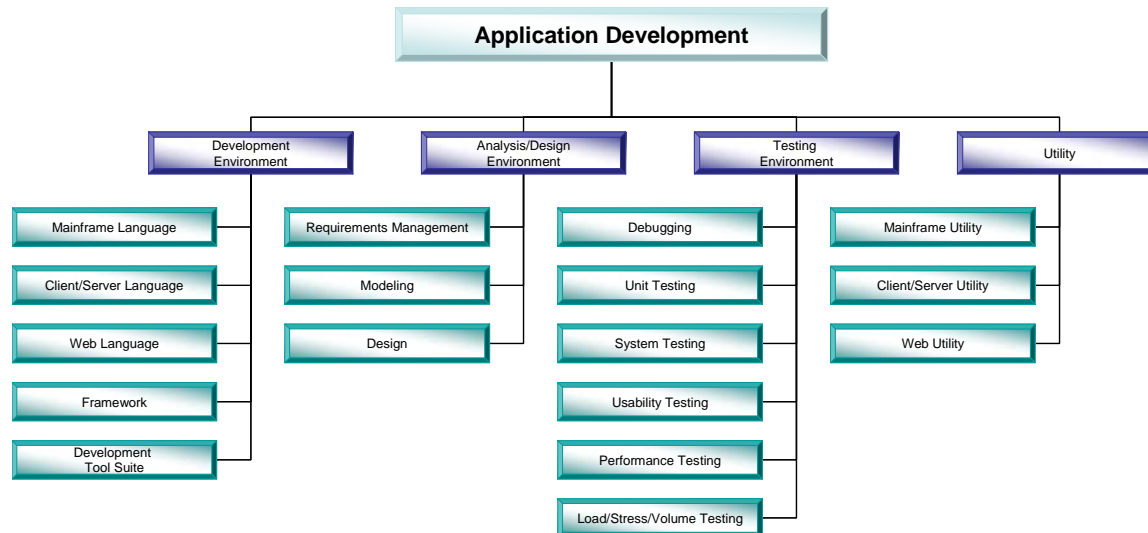 Application Development
Development
Environment
Analysis/Design
Environment
Testing
Environment
Utility
Mainframe Language
Client/Server Language
Web Language
Framework
Development
Tool Suite
Requirements Management
Modeling
Design
Debugging
Unit Testing
System Testing
Usability Testing
Performance Testing
Load/Stress/Volume Testing
Mainframe Utility
Client/Server Utility
Web Utility